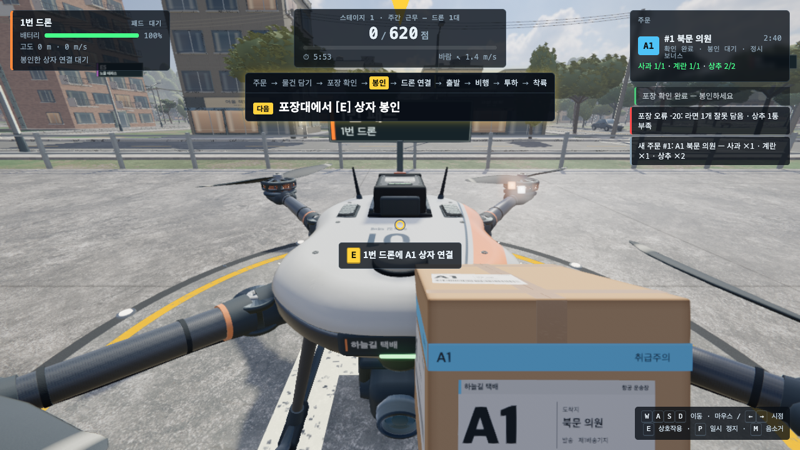 1번 드론
패드 대기
배터리
100%
고도 0 m · 0 m/s
봉인한 상자 연결 대기
스테이지 1 · 주간 근무 — 드론 1대
0/620점
5:53
바람 ↖ 1.4 m/s
주문 → 물건 담기 → 포장 확인 → 봉인 → 드론 연결 → 출발 → 비행 → 투하 → 착륙
다음 포장대에서 [E] 상자 봉인
1번 드론
주문
A1
#1 북문 의원
2:40
확인 완료 · 봉인 대기 · 정시 보너스
사과 1/1 · 계란 1/1 · 상추 2/2
포장 확인 완료 — 봉인하세요
포장 오류 -20: 라면 1개 잘못 담음 · 상추 1통
부족
새 주문 #1: A1 북문 의원 — 사과 ×1 · 계란
×1 · 상추 ×2
E 1번 드론에 A1 상자 연결
하늘길 택배
A1
취급주의
하늘길 택배
항공 운송장
A1
도착지
북문 의원
W A S D 이동 · 마우스 / ← → 시점
E 상호작용 · P 일시 정지 · M 음소거